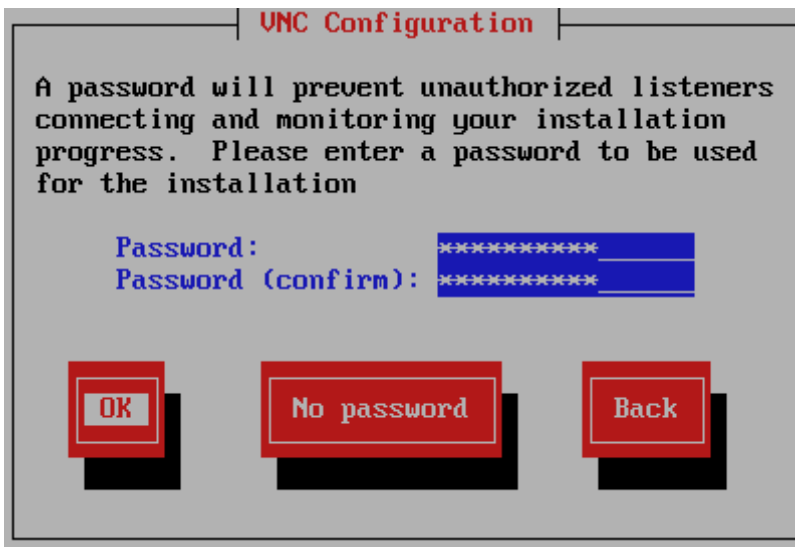 VNC Configuration
A password will prevent unauthorized listeners
connecting and monitoring your installation
progress.  Please enter a password to be used
for the installation
Password: **********
Password (confirm): **********
OK No password Back